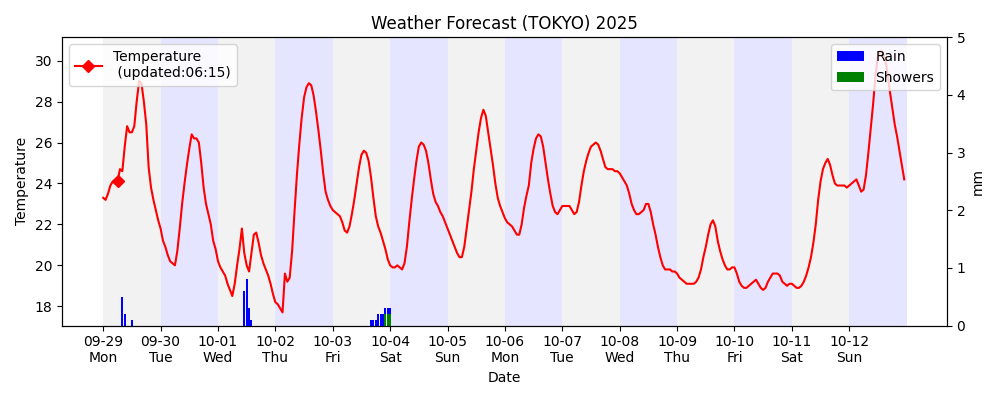 Weather Forecast (TOKYO) 2025
Temperature
(updated:06:15)
Rain
Showers
Temperature
30
28
26
24
22
20
18
5
4
3
2
1
0
mm
09-29 09-30 10-01 10-02 10-03 10-04 10-05 10-06 10-07 10-08 10-09 10-10 10-11 10-12
Mon Tue Wed Thu Fri Sat Sun Mon Tue Wed Thu Fri Sat Sun
Date